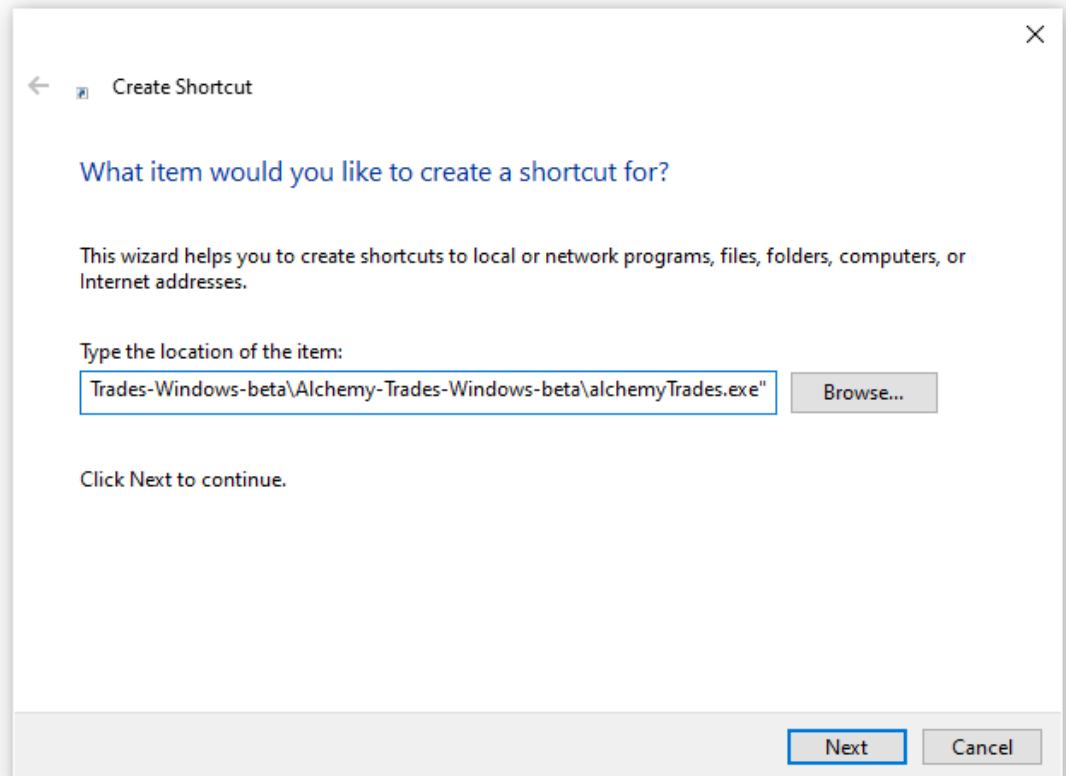 Create Shortcut
What item would you like to create a shortcut for?
This wizard helps you to create shortcuts to local or network programs, files, folders, computers, or
Internet addresses.
Type the location of the item:
Trades-Windows-beta\Alchemy-Trades-Windows-beta\alchemyTrades.exe"
Browse...
Click Next to continue.
Next
Cancel